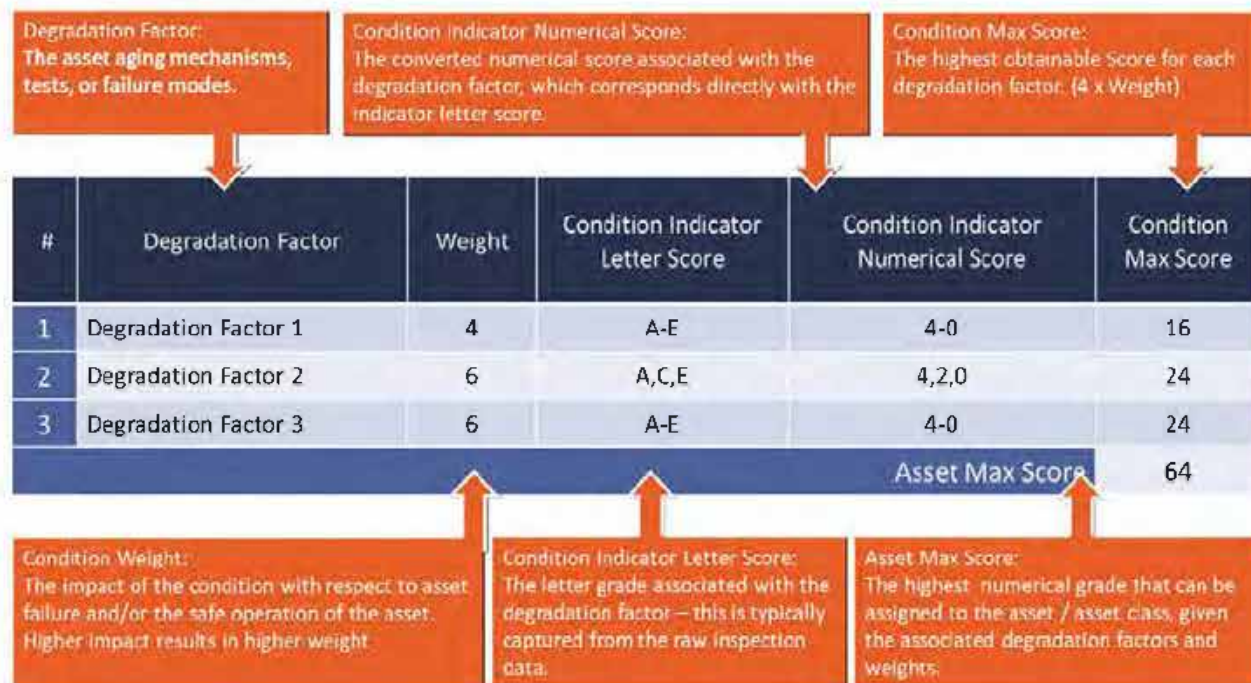 Degradation Factor:
The asset aging mechanisms,
tests, or failure modes.
Condition Indicator Numerical Score:
The converted numerical score associated with the
degradation factor, which corresponds directly with the
indicator letter score.
Condition Max Score:
The highest obtainable Score for each
degradation factor. (4 x Weight)
# Degradation Factor Weight Condition Indicator Letter Score Condition Indicator Numerical Score Condition Max Score
1 Degradation Factor 1 4 A-E 4-0 16
2 Degradation Factor 2 6 A,C,E 4,2,0 24
3 Degradation Factor 3 6 A-E 4-0 24
Asset Max Score 64
Condition Weight:
The impact of the condition with respect to asset
failure and/or the safe operation of the asset.
Higher impact results in higher weight
Condition Indicator Letter Score:
The letter grade associated with the
degradation factor – this is typically
captured from the raw inspection
data.
Asset Max Score:
The highest numerical grade that can be
assigned to the asset / asset class, given
the associated degradation factors and
weights.